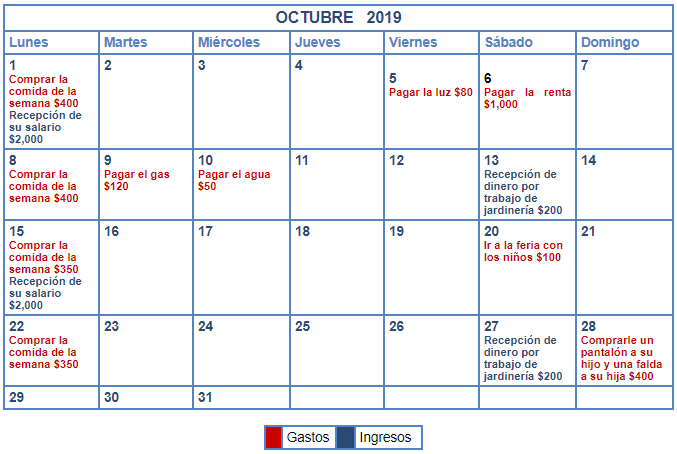 OCTUBRE 2019
Lunes Martes Miércoles Jueves Viernes Sábado Domingo
1
Comprar la
comida de la
semana $400
Recepción de
su salario
$2,000
2
3
4
5
Pagar la luz $80
6
Pagar la renta
$1,000
7
8
Comprar la
comida de la
semana $400
9
Pagar el gas
$120
10
Pagar el agua
$50
11
12
13
Recepción de
dinero por
trabajo de
jardinería $200
14
15
Comprar la
comida de la
semana $350
Recepción de
su salario
$2,000
16
17
18
19
20
Ir a la feria con
los niños $100
21
22
Comprar la
comida de la
semana $350
23
24
25
26
27
Recepción de
dinero por
trabajo de
jardinería $200
28
Comprarle un
pantalón a su
hijo y una falda
a su hija $400
29
30
31
Gastos Ingresos